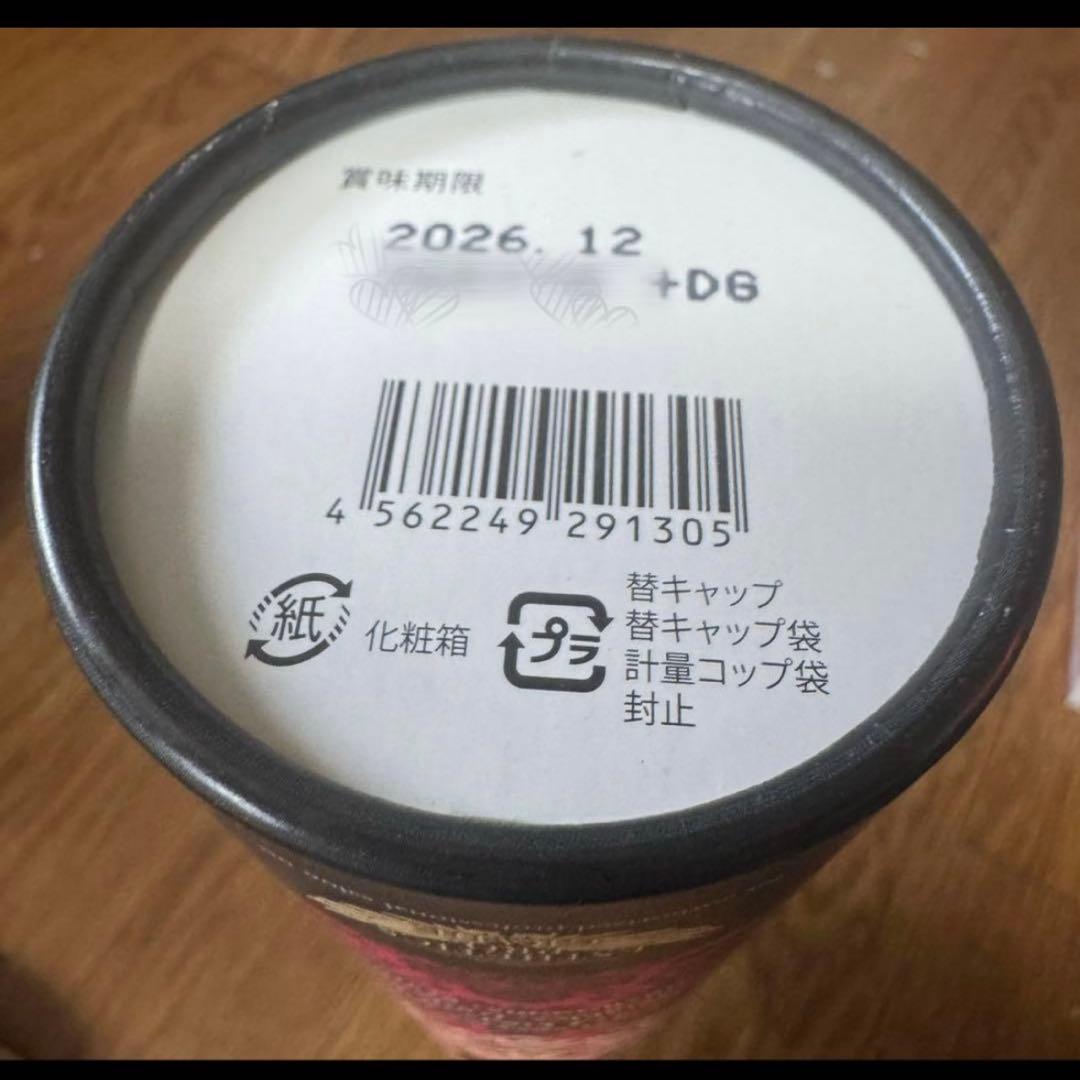 賞味期限
2026. 12
+D6
4 562249 291305
紙 化粧箱
プラ
替キャップ
替キャップ袋
計量コップ袋
封止